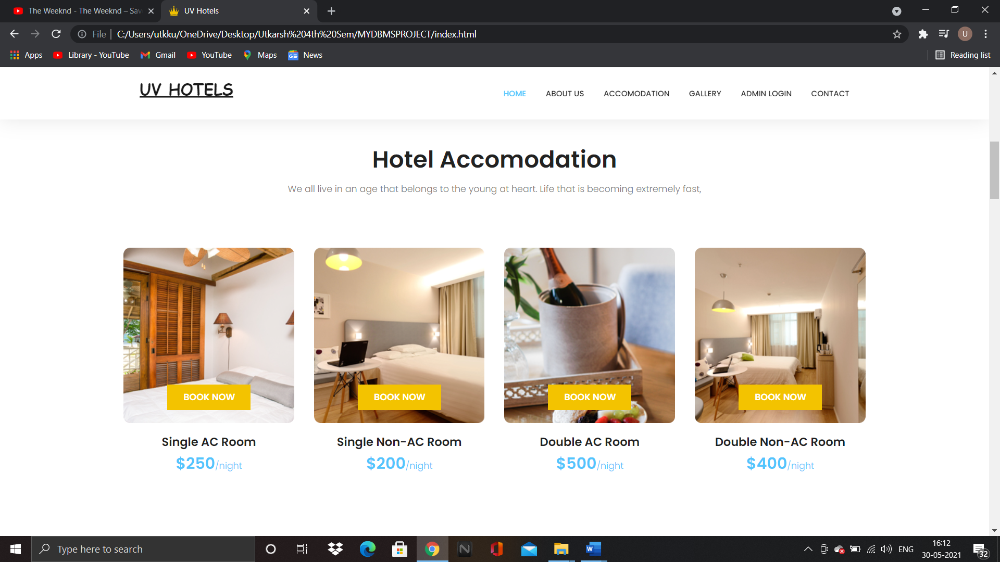 The Weeknd - The Weeknd – Sav
UV Hotels
File
C:/Users/utkku/OneDrive/Desktop/Utkarsh%204th%20Sem/MYDBMSPROJECT/index.html
U
Apps
Library - YouTube
Gmail
YouTube
Maps
News
Reading list
UV HOTELS
HOME
ABOUT US
ACCOMODATION
GALLERY
ADMIN LOGIN
CONTACT
Hotel Accomodation
We all live in an age that belongs to the young at heart. Life that is becoming extremely fast,
BOOK NOW
BOOK NOW
BOOK NOW
BOOK NOW
Single AC Room
Single Non-AC Room
Double AC Room
Double Non-AC Room
$250/night
$200/night
$500/night
$400/night
Type here to search
ENG
16:12
30-05-2021
32